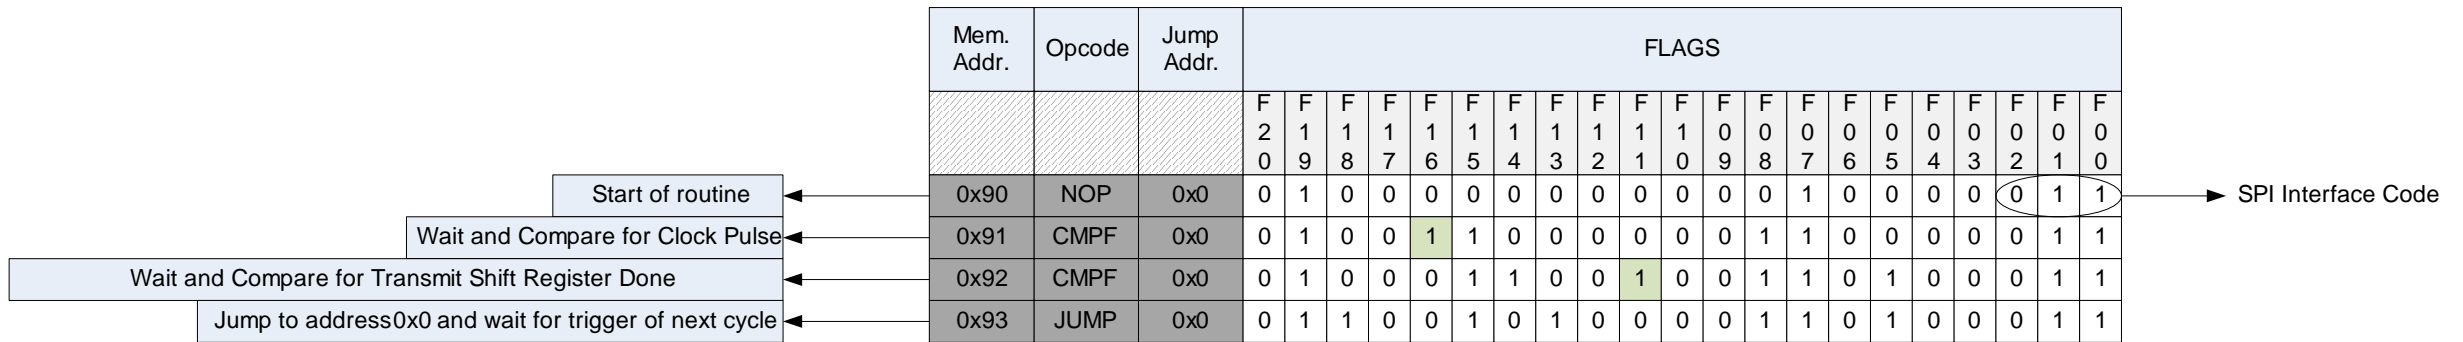 Mem. Addr. Opcode Jump Addr. FLAGS
F20 F19 F18 F17 F16 F15 F14 F13 F12 F11 F10 F09 F08 F07 F06 F05 F04 F03 F02 F01 F00
Start of routine 0x90 NOP 0x0 0 1 0 0 0 0 0 0 0 0 0 0 0 1 0 0 0 0 0 1 1 SPI Interface Code
Wait and Compare for Clock Pulse 0x91 CMPF 0x0 0 1 0 0 1 1 0 0 0 0 0 0 1 1 0 0 0 0 0 1 1
Wait and Compare for Transmit Shift Register Done 0x92 CMPF 0x0 0 1 0 0 0 1 1 0 0 1 0 0 1 1 0 1 0 0 0 1 1
Jump to address0x0 and wait for trigger of next cycle 0x93 JUMP 0x0 0 1 1 0 0 1 0 1 0 0 0 0 1 1 0 1 0 0 0 1 1